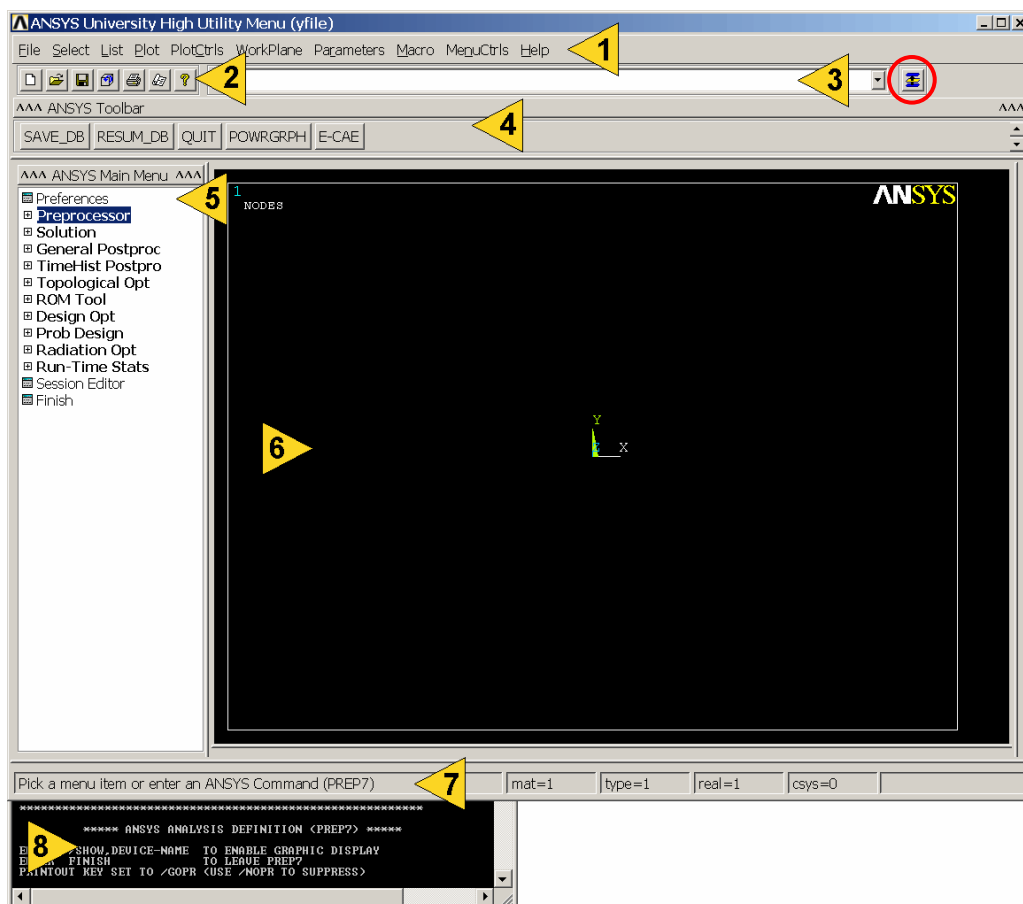 ANSYS University High Utility Menu (yfile)
File Select List Plot PlotCtrls WorkPlane Parameters Macro MenuCtrls Help
1
2
3
^^^ ANSYS Toolbar ^^^
SAVE_DB RESUM_DB QUIT POWRGRPH E-CAE
4
^^^ ANSYS Main Menu ^^^
Preferences
Preprocessor
Solution
General Postproc
TimeHist Postpro
Topological Opt
ROM Tool
Design Opt
Prob Design
Radiation Opt
Run-Time Stats
Session Editor
Finish
5
1
NODES
ANSYS
6
Y
X
Pick a menu item or enter an ANSYS Command (PREP7)
7
mat=1 type=1 real=1 csys=0
***** ANSYS ANALYSIS DEFINITION (PREP7) *****
8
SHOW,DEVICE-NAME TO ENABLE GRAPHIC DISPLAY
FINISH TO LEAVE PREP7
PRINTOUT KEY SET TO /GOPR (USE /NOPR TO SUPPRESS)